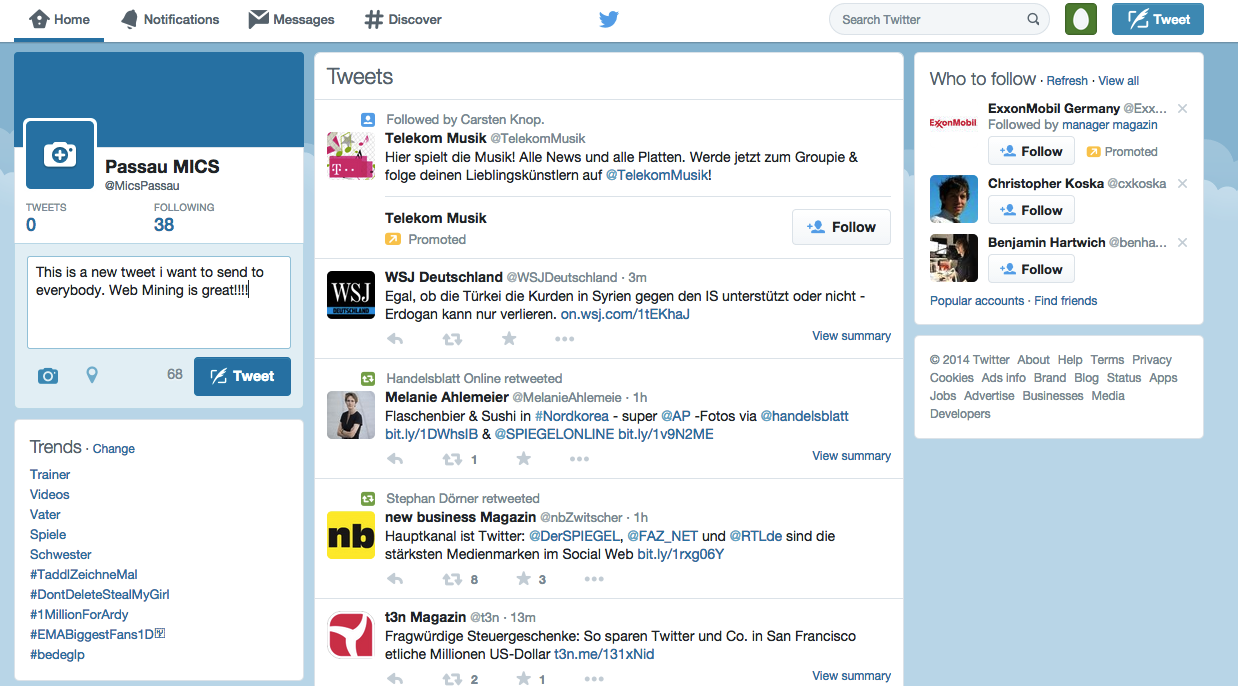 Home
Notifications
Messages
Discover
Search Twitter
Tweet
Passau MICS
@MicsPassau
TWEETS
FOLLOWING
0
38
This is a new tweet i want to send to
everybody. Web Mining is great!!!!
68
Tweet
Trends · Change
Trainer
Videos
Vater
Spiele
Schwester
#TaddlZeichneMal
#DontDeleteStealMyGirl
#1MillionForArdy
#EMABiggestFans1D
#bedeglp
Tweets
Followed by Carsten Knop.
Telekom Musik @TelekomMusik
Hier spielt die Musik! Alle News und alle Platten. Werde jetzt zum Groupie &
folge deinen Lieblingskünstlern auf @TelekomMusik!
Telekom Musik
Promoted
Follow
WSJ
DEUTSCHLAND
WSJ Deutschland @WSJDeutschland · 3m
Egal, ob die Türkei die Kurden in Syrien gegen den IS unterstützt oder nicht -
Erdogan kann nur verlieren. on.wsj.com/1tEKhaJ
View summary
Handelsblatt Online retweeted
Melanie Ahlemeier @MelanieAhlemeie · 1h
Flaschenbier & Sushi in #Nordkorea - super @AP -Fotos via @handelsblatt
bit.ly/1DWhsIB & @SPIEGELONLINE bit.ly/1v9N2ME
1
View summary
Stephan Dörner retweeted
nb
new business Magazin @nbZwitscher · 1h
Hauptkanal ist Twitter: @DerSPIEGEL, @FAZ_NET und @RTLde sind die
stärksten Medienmarken im Social Web bit.ly/1rxg06Y
8 3
t3n Magazin @t3n · 13m
Fragwürdige Steuergeschenke: So sparen Twitter und Co. in San Francisco
etliche Millionen US-Dollar t3n.me/131xNid
2 1
View summary
Who to follow · Refresh · View all
ExxonMobil
ExxonMobil Germany @Exx...
Followed by manager magazin
Follow
Promoted
Christopher Koska @cxkoska
Follow
Benjamin Hartwich @benha...
Follow
Popular accounts · Find friends
© 2014 Twitter About Help Terms Privacy
Cookies Ads info Brand Blog Status Apps
Jobs Advertise Businesses Media
Developers